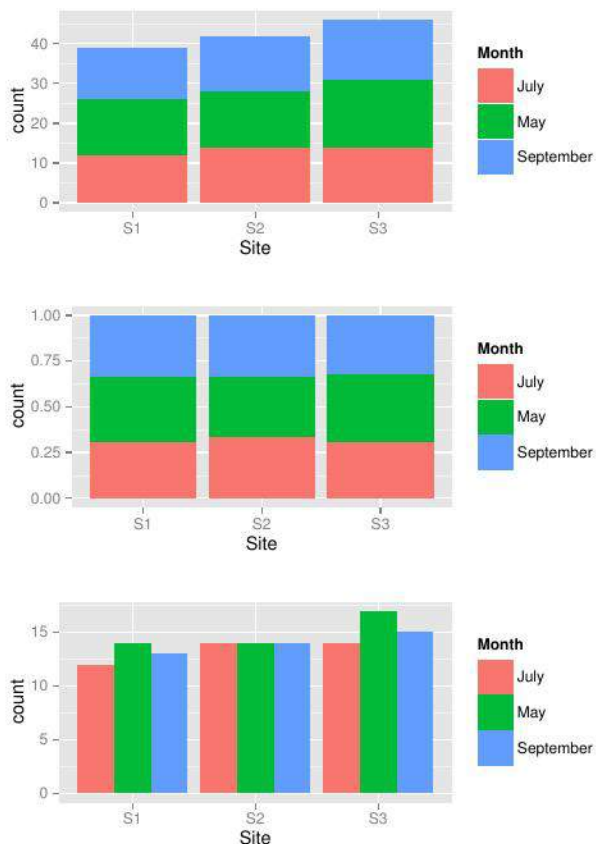 40
30
20
10
0
count
S1 S2 S3
Site
Month
July
May
September
1.00
0.75
0.50
0.25
0.00
count
S1 S2 S3
Site
Month
July
May
September
15
10
5
0
count
S1 S2 S3
Site
Month
July
May
September